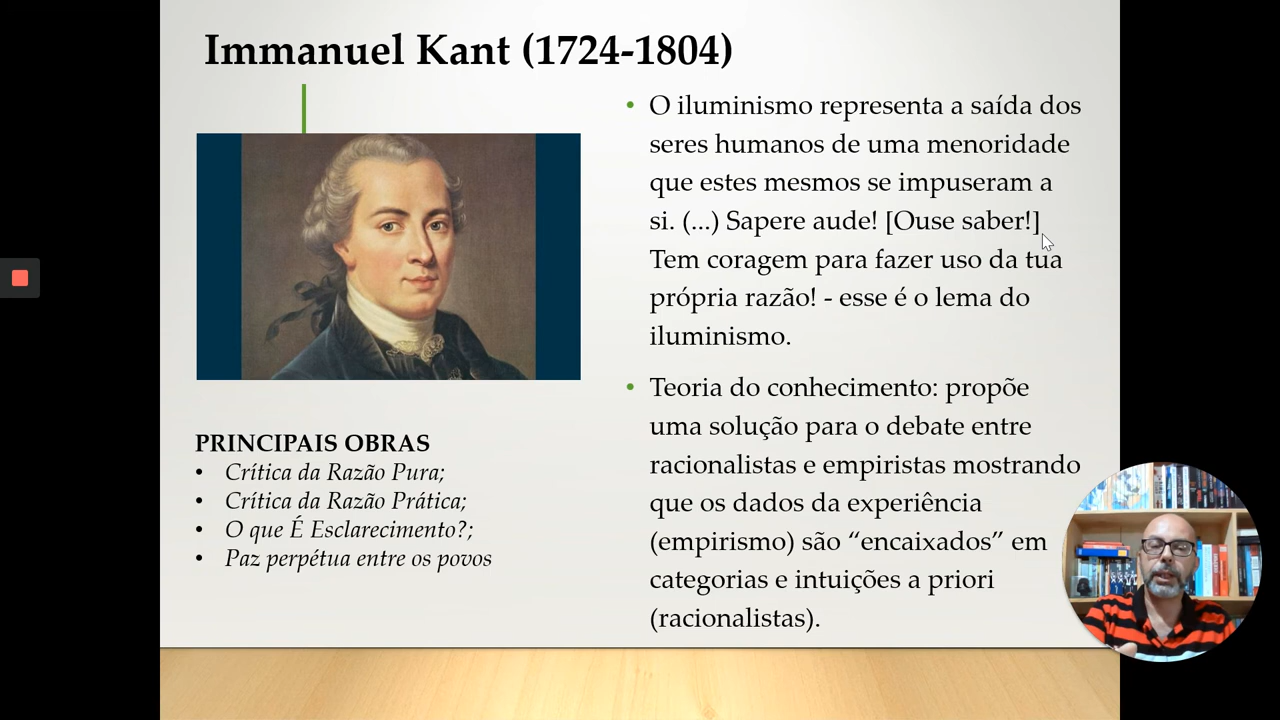 Immanuel Kant (1724-1804)
• O iluminismo representa a saída dos
seres humanos de uma menoridade
que estes mesmos se impuseram a
si. (...) Sapere aude! [Ouse saber!]
Tem coragem para fazer uso da tua
própria razão! - esse é o lema do
iluminismo.
• Teoria do conhecimento: propõe
uma solução para o debate entre
racionalistas e empiristas mostrando
que os dados da experiência
(empirismo) são “encaixados” em
categorias e intuições a priori
(racionalistas).
PRINCIPAIS OBRAS
• Crítica da Razão Pura;
• Crítica da Razão Prática;
• O que É Esclarecimento?;
• Paz perpétua entre os povos